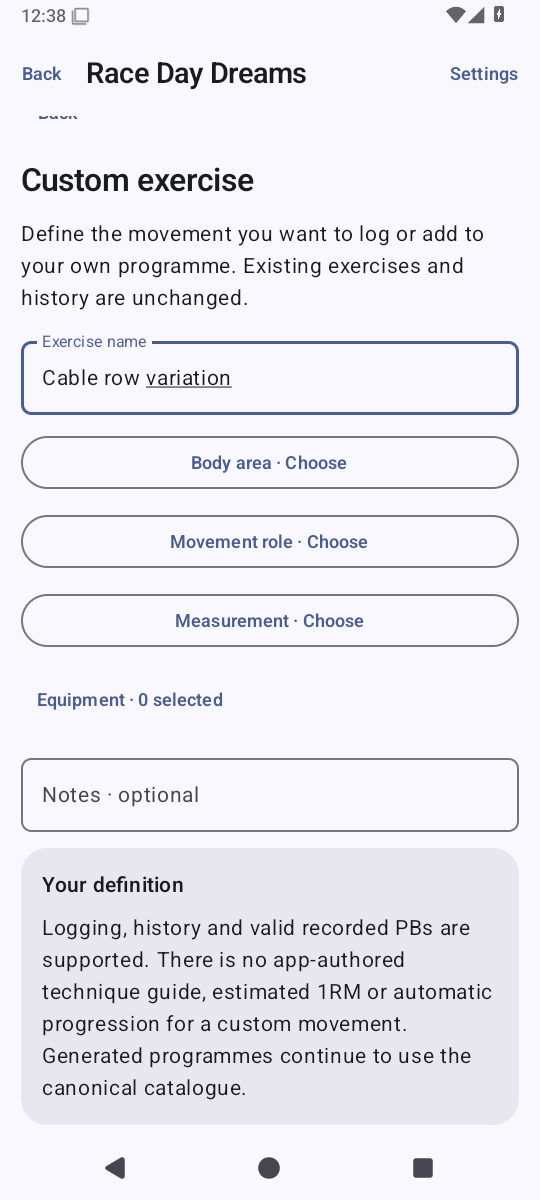 12:38
Back Race Day Dreams Settings
Back
Custom exercise
Define the movement you want to log or add to
your own programme. Existing exercises and
history are unchanged.
Exercise name
Cable row variation
Body area · Choose
Movement role · Choose
Measurement · Choose
Equipment · 0 selected
Notes · optional
Your definition
Logging, history and valid recorded PBs are
supported. There is no app-authored
technique guide, estimated 1RM or automatic
progression for a custom movement.
Generated programmes continue to use the
canonical catalogue.